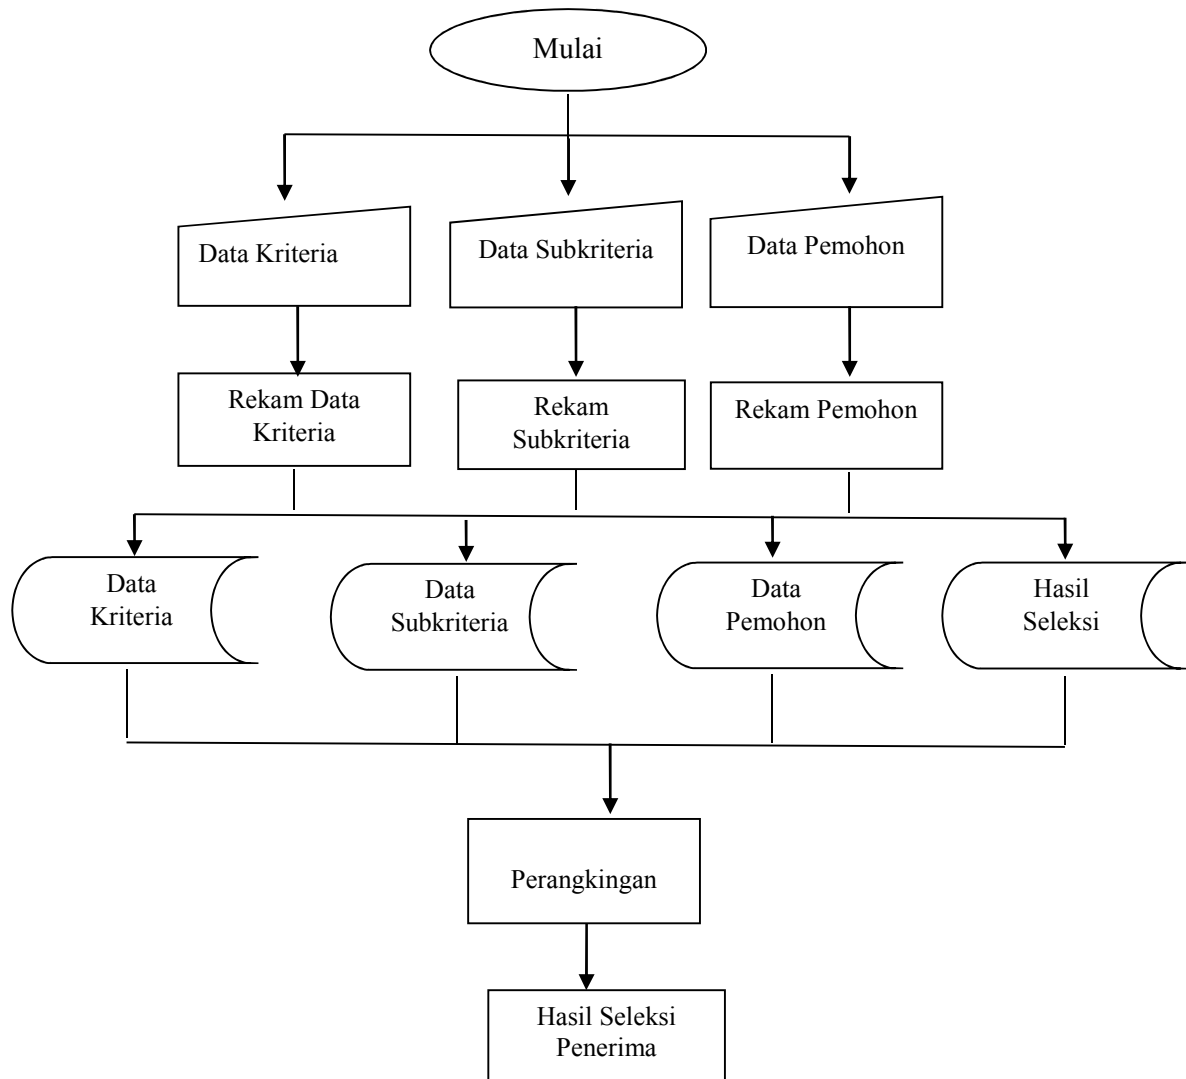 Mulai
Data Kriteria
Data Subkriteria
Data Pemohon
Rekam Data
Kriteria
Rekam
Subkriteria
Rekam Pemohon
Data
Kriteria
Data
Subkriteria
Data
Pemohon
Hasil
Seleksi
Perangkingan
Hasil Seleksi
Penerima